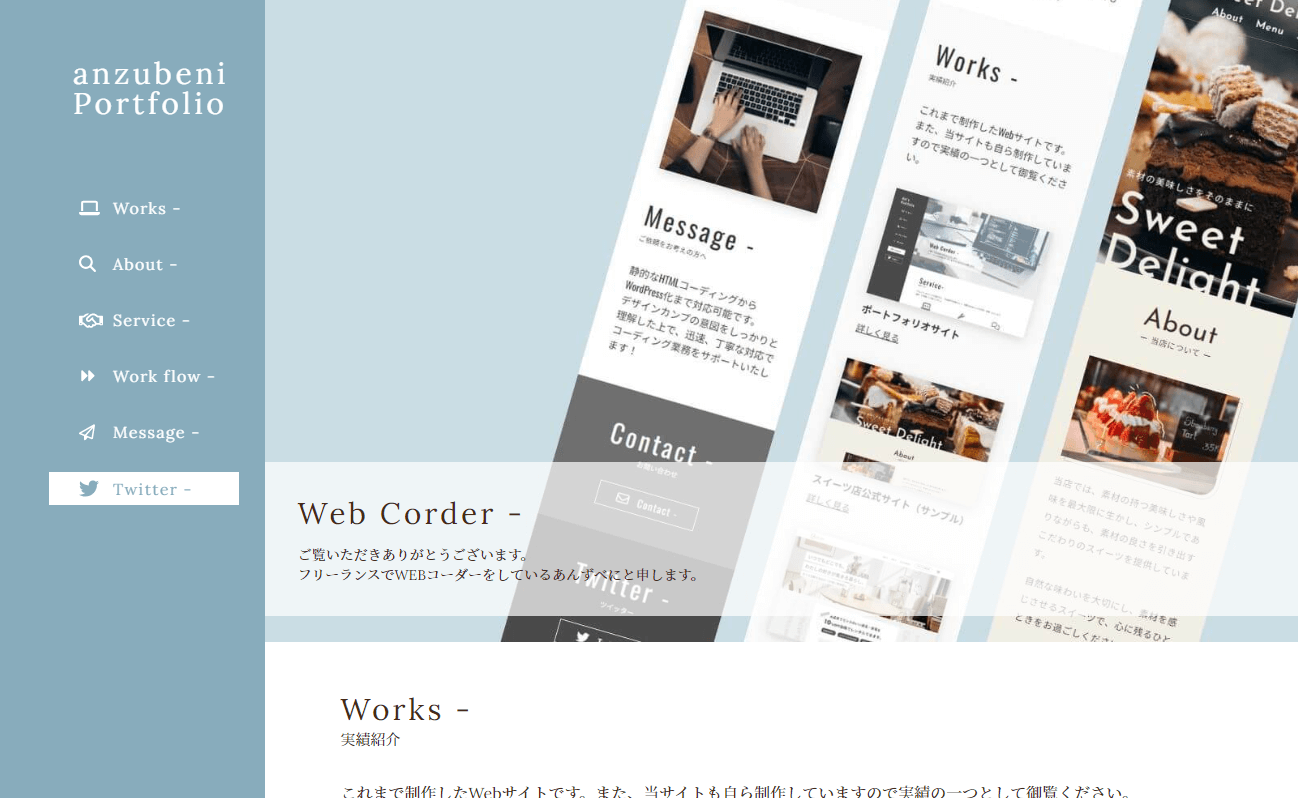 anzubeni
Portfolio
Works -
About -
Service -
Work flow -
Message -
Twitter -
Message -
ご依頼をお考えの方へ
静的なHTMLコーディングから
WordPress化まで対応可能です。
デザインカンプの意図をしっかりと
理解した上で、迅速、丁寧な対応で
コーディング業務をサポートいたし
ます！
Contact -
お問い合わせ
Contact -
Twitter -
ツイッター
Works -
実績紹介
これまで制作したWebサイトです。
また、当サイトも自ら制作していま
すので実績の一つとして御覧くださ
い。
Web Corder -
Service-
ポートフォリオサイト
詳しく見る
Sweet Delight
About
スイーツ店公式サイト（サンプル）
詳しく見る
About Menu
素材の美味しさをそのままに
Sweet
Delight
About
ー 当店について ー
当店では、素材の持つ美味しさや風
味を最大限に生かし、シンプルであ
りながらも、素材の良さを引き出す
こだわりのスイーツを提供していま
す。
自然な味わいを大切にし、素材を感
じさせるスイーツで、心に残るひと
ときをお過ごしください
Web Corder -
ご覧いただきありがとうございます。
フリーランスでWEBコーダーをしているあんずべにと申します。
Works -
実績紹介
これまで制作したWebサイトです。また、当サイトも自ら制作していますので実績の一つとして御覧ください。